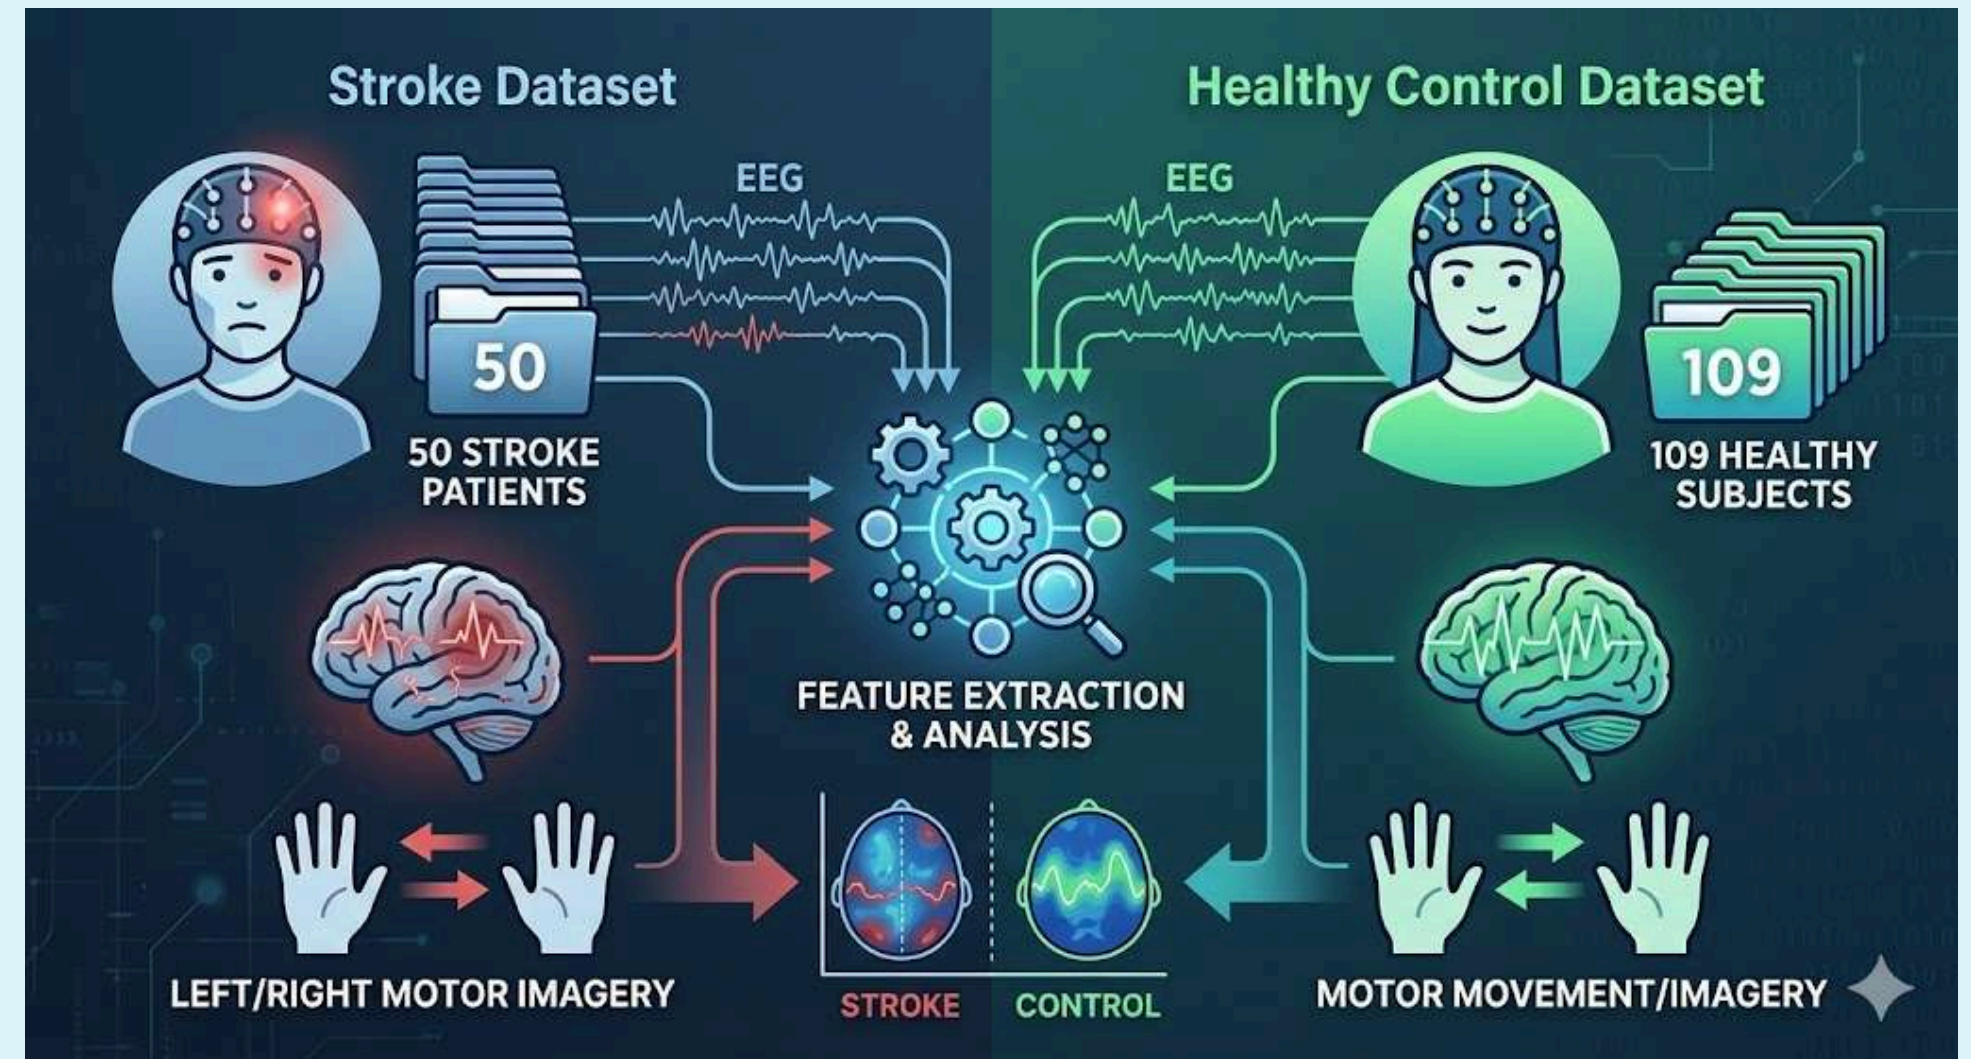 Stroke Dataset
Healthy Control Dataset
EEG
EEG
50
109
50 STROKE
PATIENTS
109 HEALTHY
SUBJECTS
FEATURE EXTRACTION
& ANALYSIS
LEFT/RIGHT MOTOR IMAGERY
STROKE
CONTROL
MOTOR MOVEMENT/IMAGERY